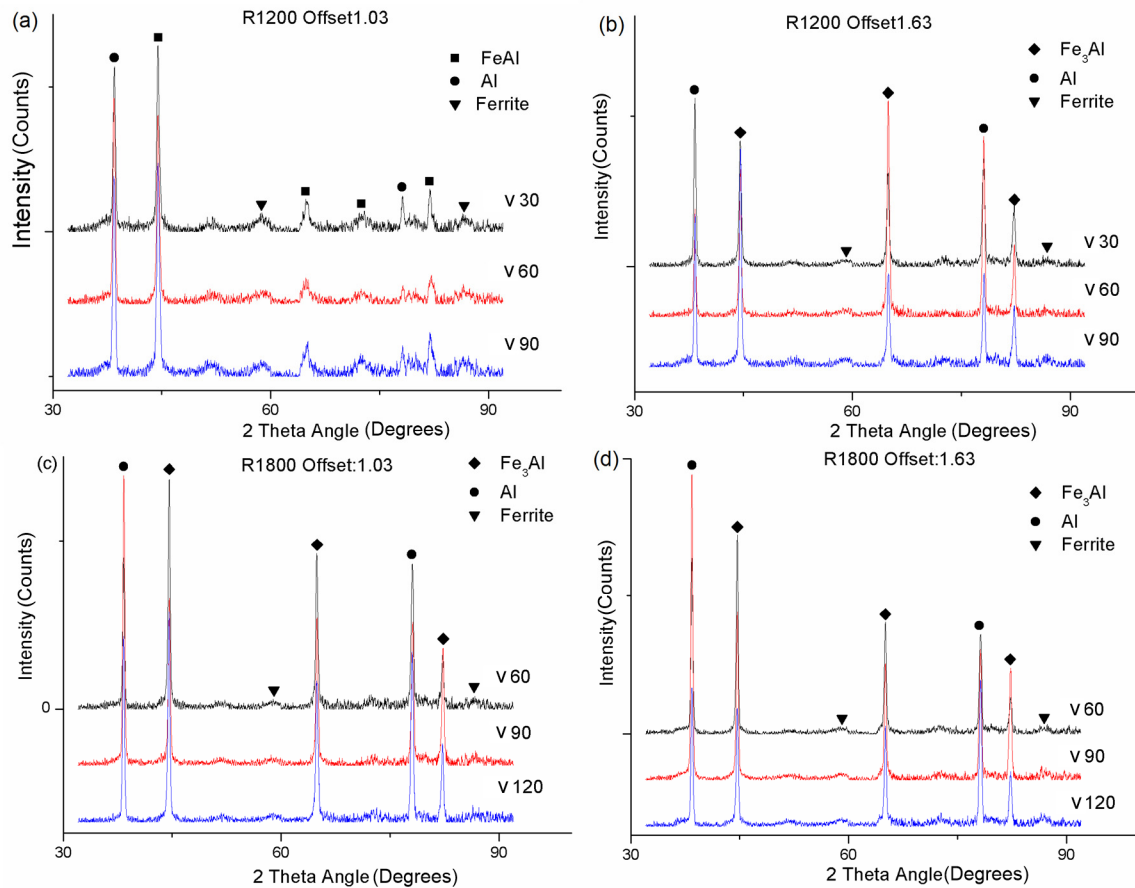 (a)
R1200 Offset1.03
FeAl
Al
Ferrite
Intensity (Counts)
v 30
v 60
v 90
30
60
90
2 Theta Angle (Degrees)
(b)
R1200 Offset1.63
Fe₃Al
Al
Ferrite
Intensity (Counts)
v 30
v 60
v 90
30
60
90
2 Theta Angle (Degrees)
(c)
R1800 Offset:1.03
Fe₃Al
Al
Ferrite
Intensity (Counts)
v 60
0
v 90
v 120
30
60
90
2 Theta Angle (Degrees)
(d)
R1800 Offset:1.63
Fe₃Al
Al
Ferrite
Intensity (Counts)
v 60
v 90
v 120
30
60
90
2 Theta Angle (Degrees)